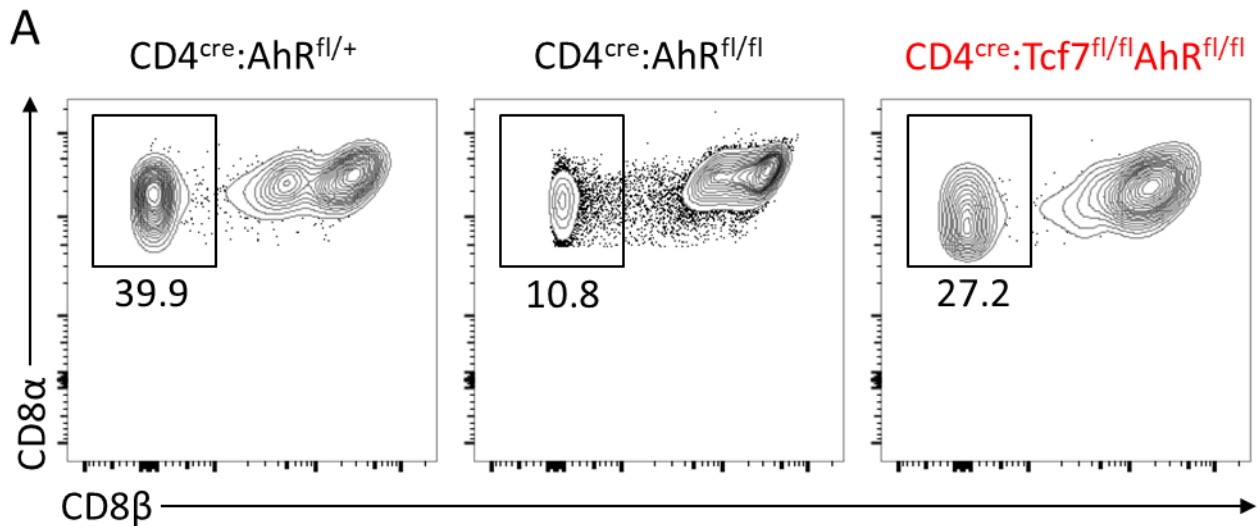 A
CD4cre:AhRfl/+
CD4cre:AhRfl/fl
CD4cre:Tcf7fl/flAhRfl/fl
39.9
10.8
27.2
CD8α
CD8β